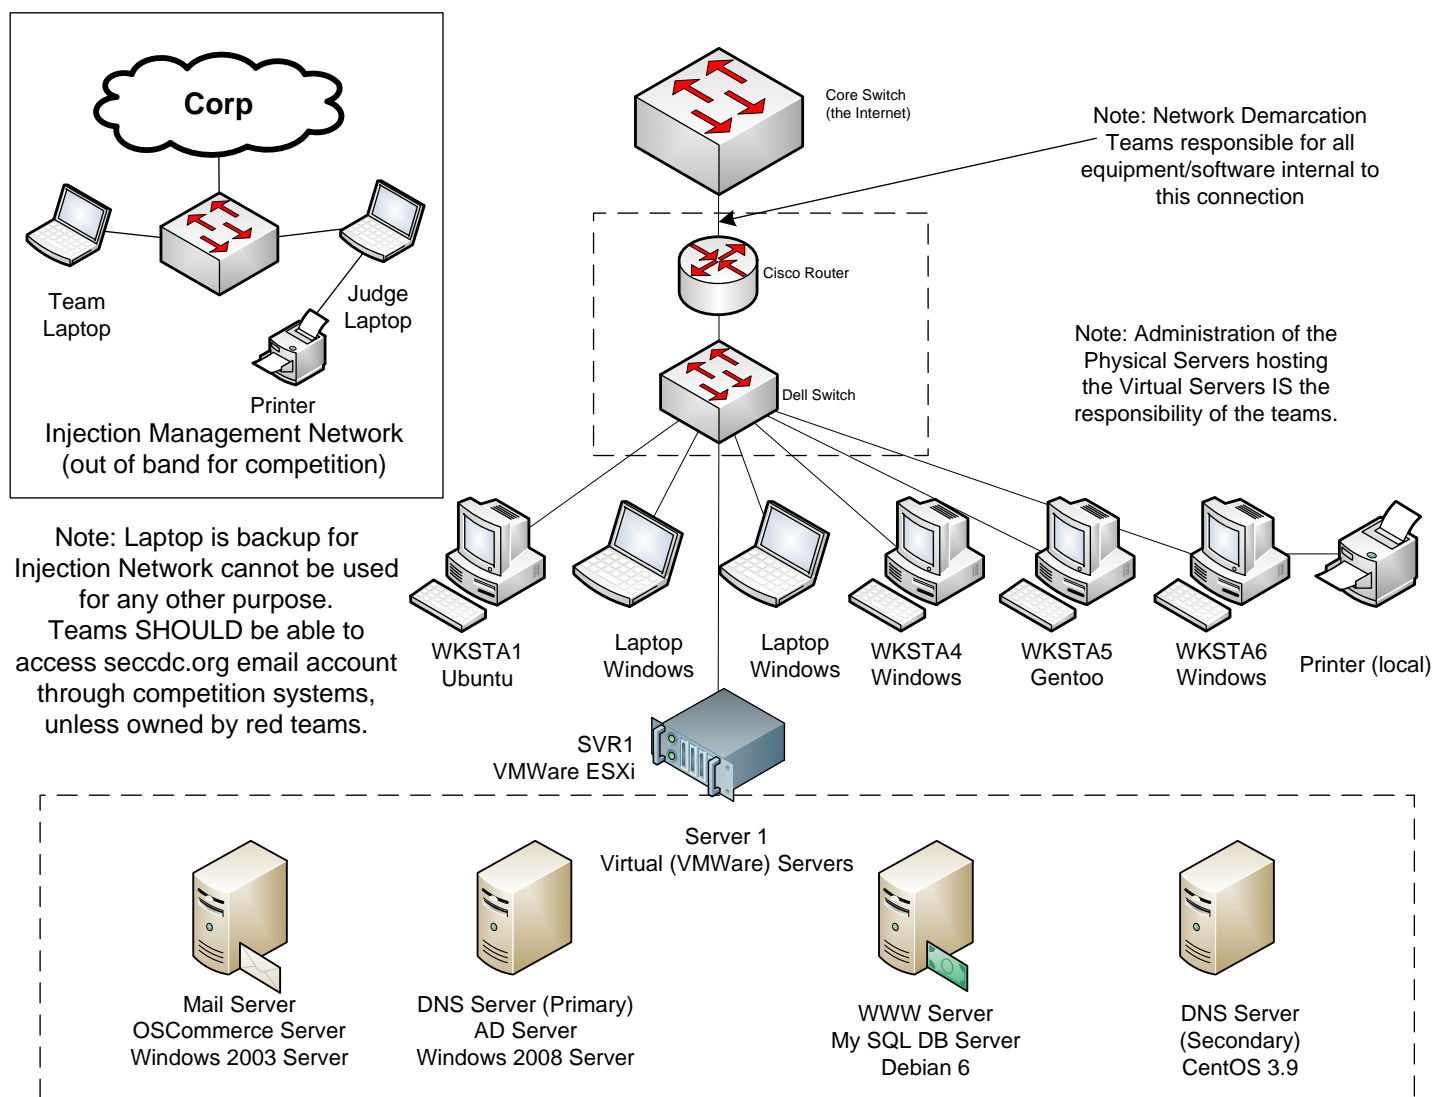 Corp
Team
Laptop
Judge
Laptop
Printer
Injection Management Network
(out of band for competition)
Core Switch
(the Internet)
Note: Network Demarcation
Teams responsible for all
equipment/software internal to
this connection
Cisco Router
Note: Administration of the
Physical Servers hosting
the Virtual Servers IS the
responsibility of the teams.
Dell Switch
Note: Laptop is backup for
Injection Network cannot be used
for any other purpose.
Teams SHOULD be able to
access seccdc.org email account
through competition systems,
unless owned by red teams.
WKSTA1
Ubuntu
Laptop
Windows
Laptop
Windows
WKSTA4
Windows
WKSTA5
Gentoo
WKSTA6
Windows
Printer (local)
SVR1
VMWare ESXi
Server 1
Virtual (VMWare) Servers
Mail Server
OSCommerce Server
Windows 2003 Server
DNS Server (Primary)
AD Server
Windows 2008 Server
WWW Server
My SQL DB Server
Debian 6
DNS Server
(Secondary)
CentOS 3.9